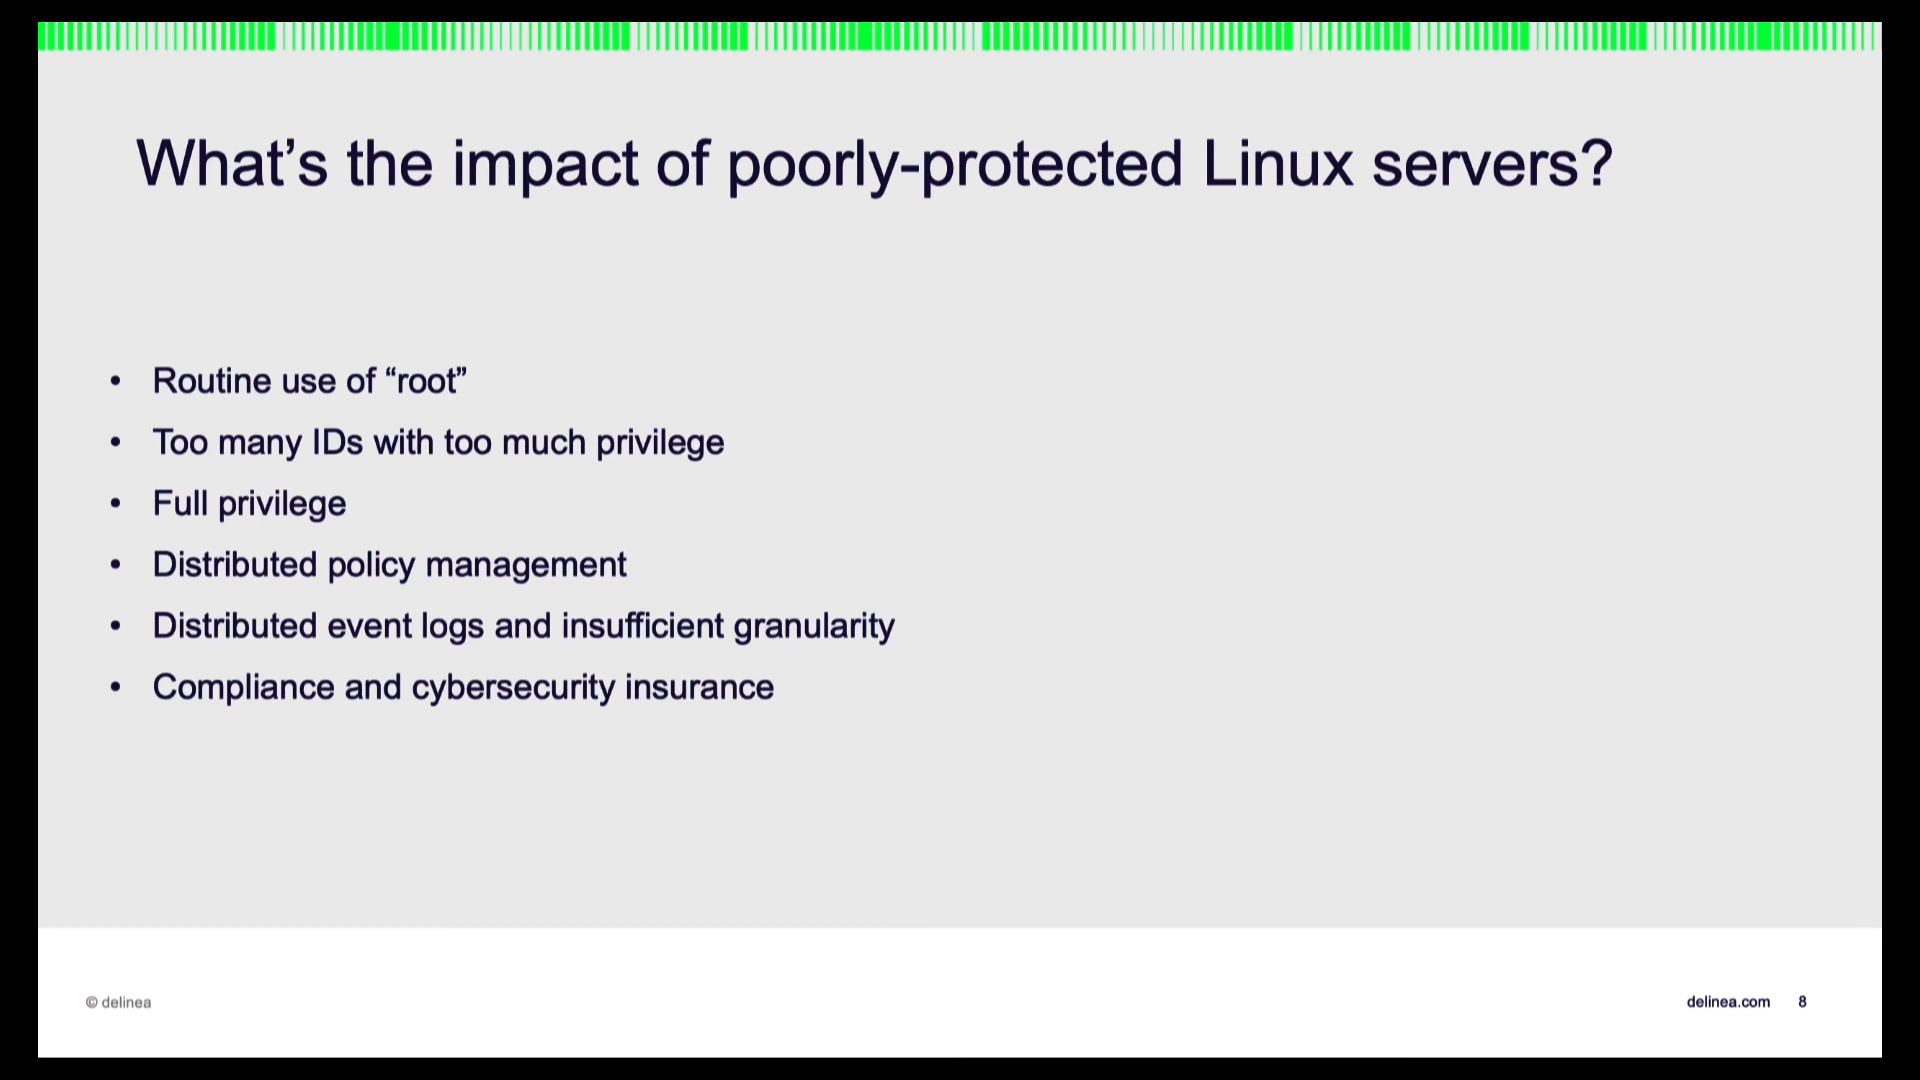 What’s the impact of poorly-protected Linux servers?
• Routine use of “root”
• Too many IDs with too much privilege
• Full privilege
• Distributed policy management
• Distributed event logs and insufficient granularity
• Compliance and cybersecurity insurance
© delinea
delinea.com 8